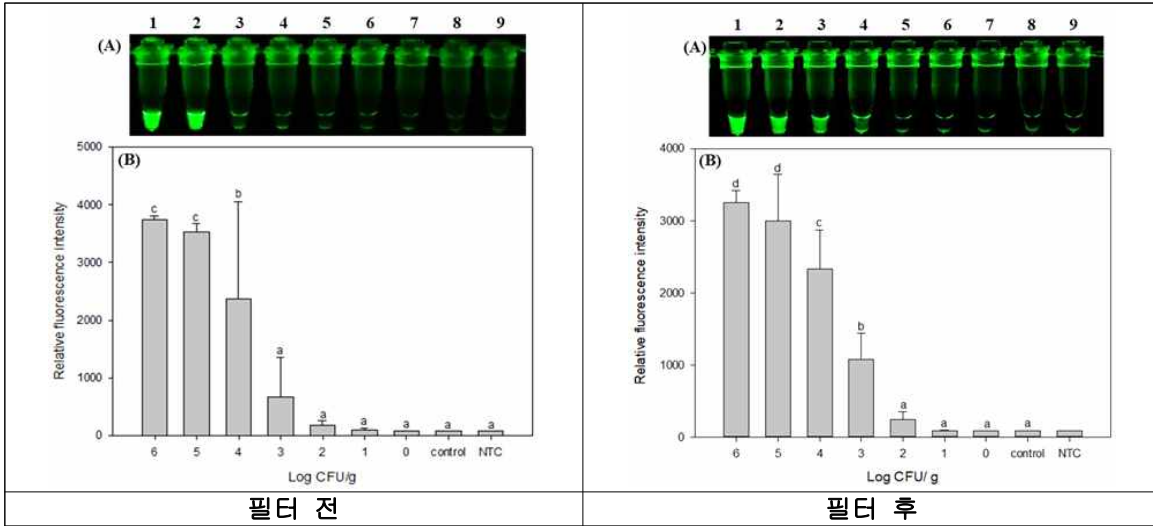 1 2 3 4 5 6 7 8 9
(A)
(B)
5000
4000
3000
2000
1000
0
Relative fluorescence intensity
c c b a a a a a a
6 5 4 3 2 1 0 control NTC
Log CFU/g
필터 전
1 2 3 4 5 6 7 8 9
(A)
(B)
4000
3000
2000
1000
0
Relative fluorescence intensity
d d c b a a a a
6 5 4 3 2 1 0 control NTC
Log CFU/ g
필터 후